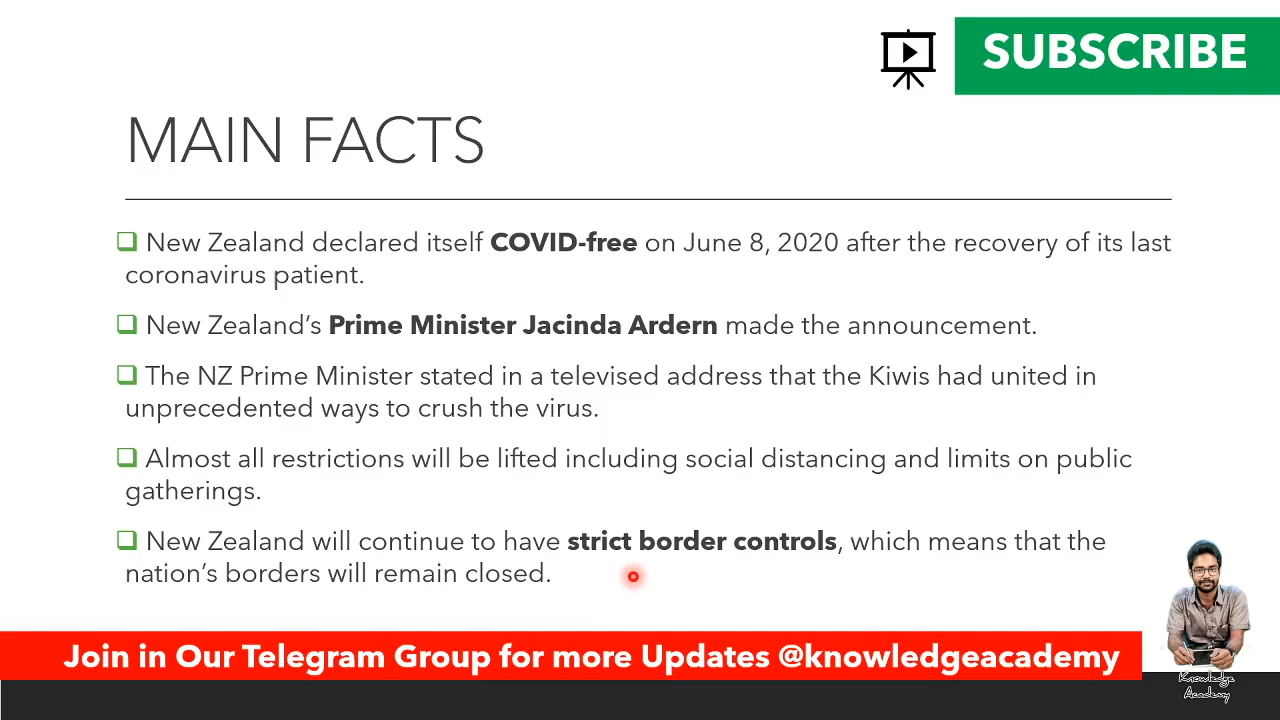 SUBSCRIBE
MAIN FACTS
New Zealand declared itself COVID-free on June 8, 2020 after the recovery of its last
coronavirus patient.
New Zealand’s Prime Minister Jacinda Ardern made the announcement.
The NZ Prime Minister stated in a televised address that the Kiwis had united in
unprecedented ways to crush the virus.
Almost all restrictions will be lifted including social distancing and limits on public
gatherings.
New Zealand will continue to have strict border controls, which means that the
nation’s borders will remain closed.
Join in Our Telegram Group for more Updates @knowledgeacademy
Knowledge
Academy